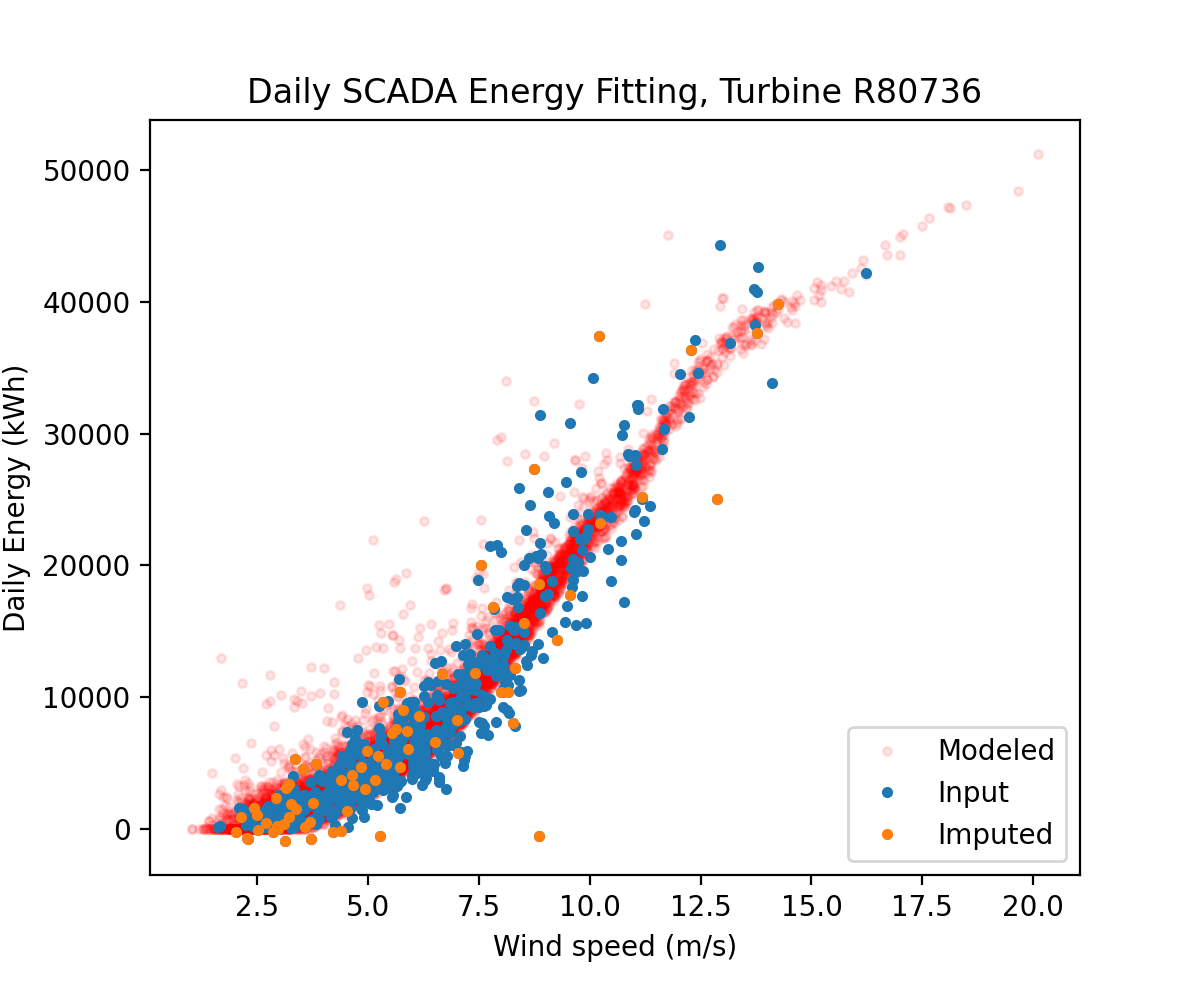 Daily SCADA Energy Fitting, Turbine R80736
50000
40000
30000
20000
10000
0
Daily Energy (kWh)
Modeled
Input
Imputed
2.5 5.0 7.5 10.0 12.5 15.0 17.5 20.0
Wind speed (m/s)